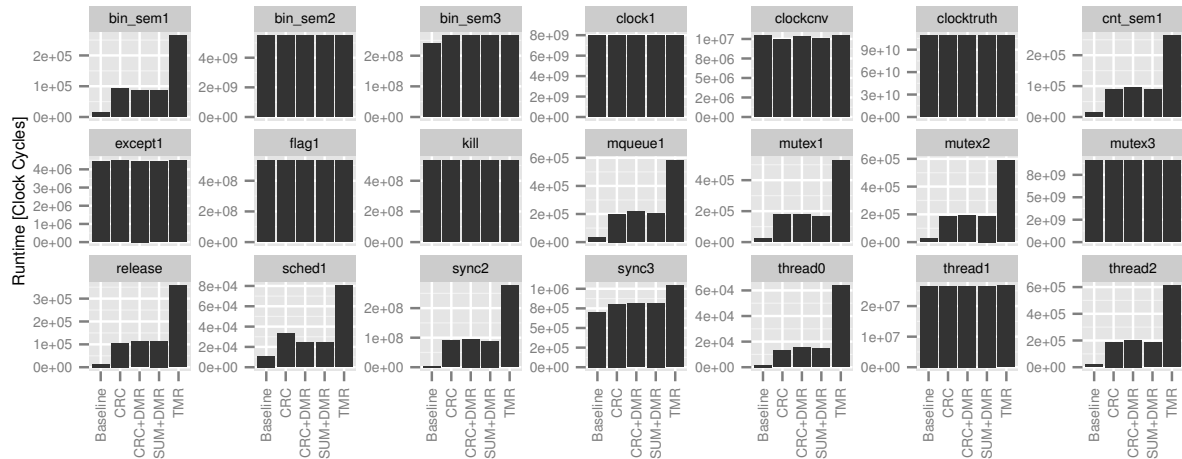 bin_sem1 bin_sem2 bin_sem3 clock1 clockcnv clocktruth cnt_sem1
2e+05
1e+05
0e+00
4e+09
2e+09
0e+00
2e+08
1e+08
0e+00
8e+09
6e+09
4e+09
2e+09
0e+00
1e+07
8e+06
6e+06
4e+06
2e+06
0e+00
9e+10
6e+10
3e+10
0e+00
2e+05
1e+05
0e+00
Runtime [Clock Cycles]
except1 flag1 kill mqueue1 mutex1 mutex2 mutex3
4e+06
3e+06
2e+06
1e+06
0e+00
4e+08
2e+08
0e+00
4e+08
2e+08
0e+00
6e+05
4e+05
2e+05
0e+00
4e+05
2e+05
0e+00
6e+05
4e+05
2e+05
0e+00
9e+09
6e+09
3e+09
0e+00
release sched1 sync2 sync3 thread0 thread1 thread2
3e+05
2e+05
1e+05
0e+00
8e+04
6e+04
4e+04
2e+04
0e+00
2e+08
1e+08
0e+00
1e+06
8e+05
6e+05
4e+05
2e+05
0e+00
6e+04
4e+04
2e+04
0e+00
2e+07
1e+07
0e+00
6e+05
4e+05
2e+05
0e+00
Baseline CRC CRC+DMR SUM+DMR TMR
Baseline CRC CRC+DMR SUM+DMR TMR
Baseline CRC CRC+DMR SUM+DMR TMR
Baseline CRC CRC+DMR SUM+DMR TMR
Baseline CRC CRC+DMR SUM+DMR TMR
Baseline CRC CRC+DMR SUM+DMR TMR
Baseline CRC CRC+DMR SUM+DMR TMR